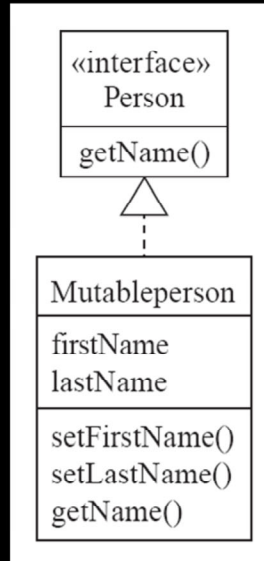 «interface»
Person
getName()
Mutableperson
firstName
lastName
setFirstName()
setLastName()
getName()